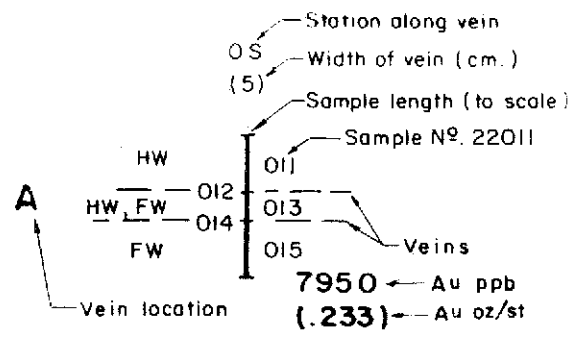 Station along vein
0S
(5)
Width of vein (cm.)
Sample length (to scale)
Sample Nº. 22011
HW
011
012
A
HW, FW
013
014
FW
015
Veins
7950
Au ppb
Vein location
(.233)
Au oz/st